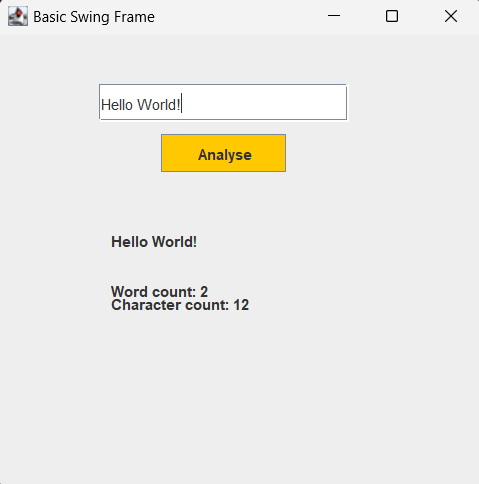 Basic Swing Frame
Hello World!
Analyse
Hello World!
Word count: 2
Character count: 12